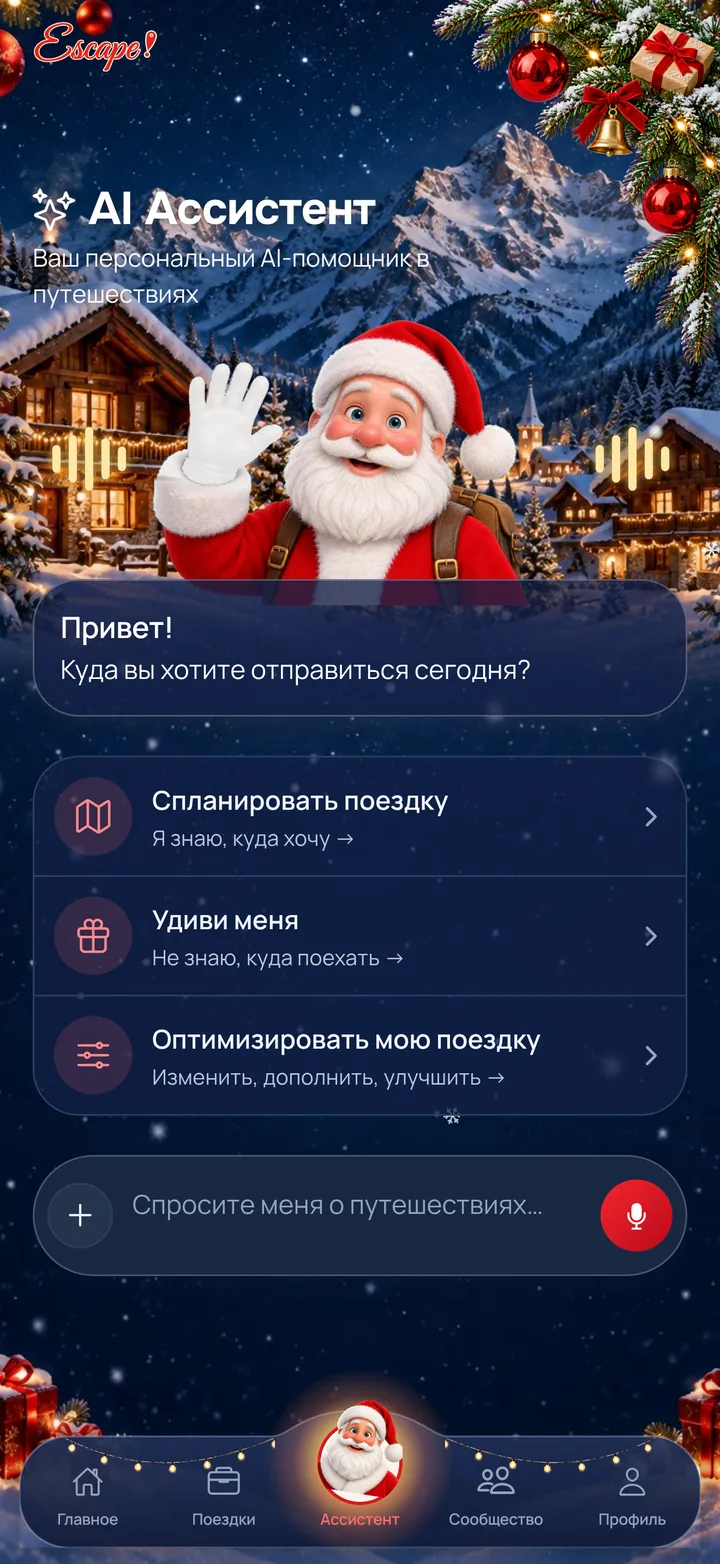 Escape!
AI Ассистент
Ваш персональный AI-помощник в
путешествиях
Привет!
Куда вы хотите отправиться сегодня?
Спланировать поездку
Я знаю, куда хочу →
Удиви меня
Не знаю, куда поехать →
Оптимизировать мою поездку
Изменить, дополнить, улучшить →
Спросите меня о путешествиях...
Главное
Поездки
Ассистент
Сообщество
Профиль